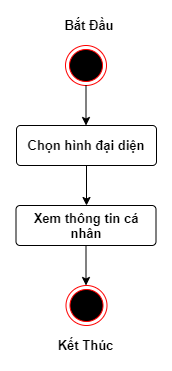 Bắt Đầu
Chọn hình đại diện
Xem thông tin cá
nhân
Kết Thúc